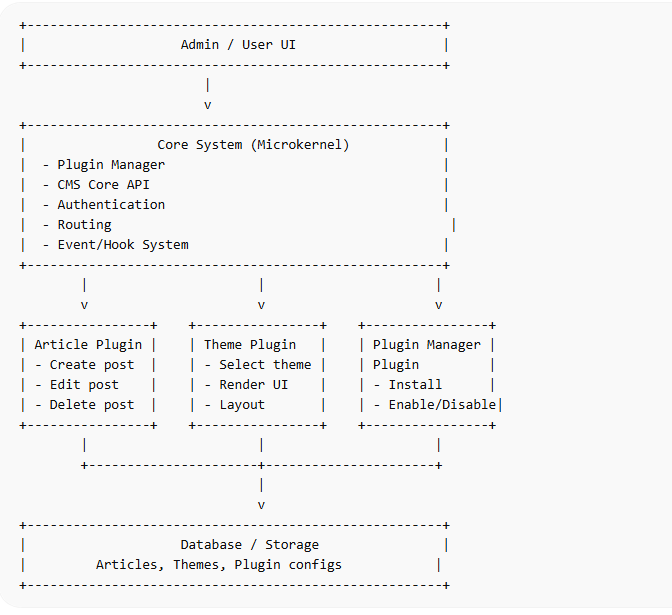 +------------------------------------------------------+
|                    Admin / User UI                   |
+------------------------------------------------------+
                        |
                        v
+------------------------------------------------------+
|                 Core System (Microkernel)            |
|  - Plugin Manager                                    |
|  - CMS Core API                                      |
|  - Authentication                                    |
|  - Routing                                            |
|  - Event/Hook System                                 |
+------------------------------------------------------+
        |                      |                      |
        v                      v                      v
+----------------+    +----------------+    +----------------+
| Article Plugin |    | Theme Plugin   |    | Plugin Manager |
| - Create post  |    | - Select theme |    | Plugin         |
| - Edit post    |    | - Render UI    |    | - Install      |
| - Delete post  |    | - Layout       |    | - Enable/Disable|
+----------------+    +----------------+    +----------------+
        |                      |                      |
        +----------------------+----------------------+
                               |
                               v
+------------------------------------------------------+
|                    Database / Storage                |
|         Articles, Themes, Plugin configs            |
+------------------------------------------------------+